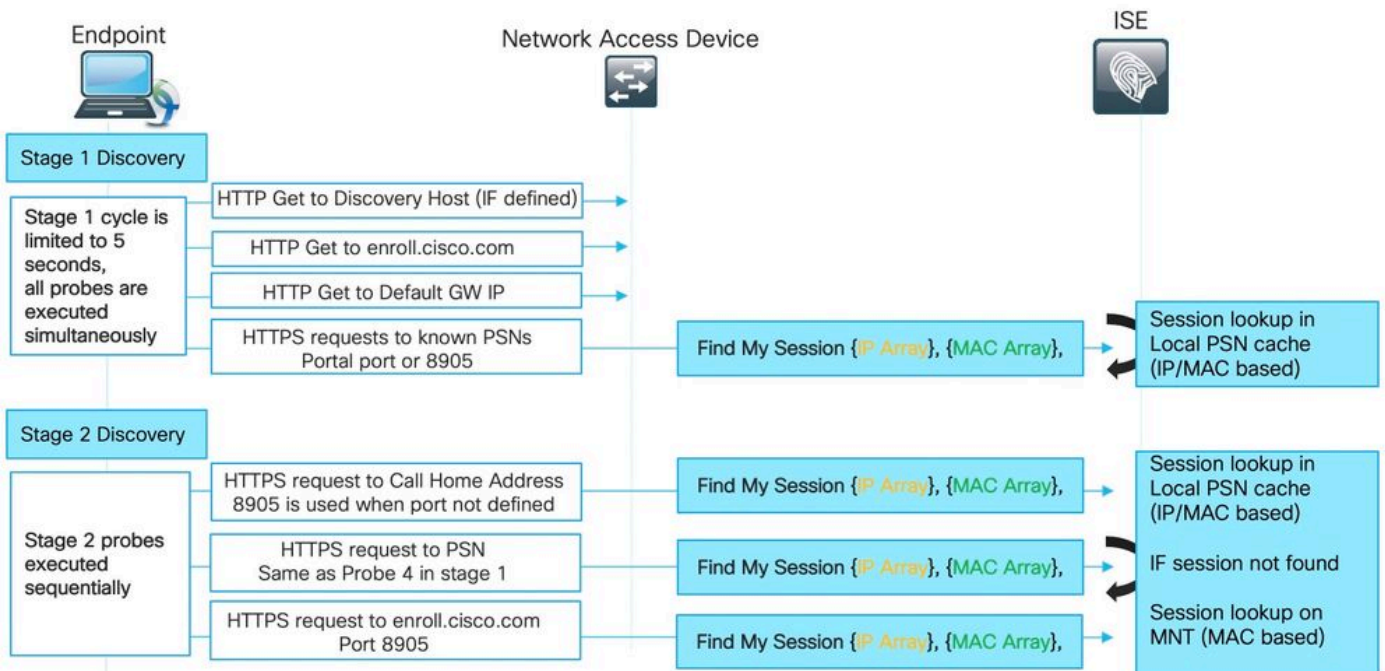 Endpoint
Network Access Device
ISE
Stage 1 Discovery
Stage 1 cycle is
limited to 5
seconds,
all probes are
executed
simultaneously
HTTP Get to Discovery Host (IF defined)
HTTP Get to enroll.cisco.com
HTTP Get to Default GW IP
HTTPS requests to known PSNs
Portal port or 8905
Find My Session {IP Array}, {MAC Array},
Session lookup in
Local PSN cache
(IP/MAC based)
Stage 2 Discovery
Stage 2 probes
executed
sequentially
HTTPS request to Call Home Address
8905 is used when port not defined
Find My Session {IP Array}, {MAC Array},
HTTPS request to PSN
Same as Probe 4 in stage 1
Find My Session {IP Array}, {MAC Array},
HTTPS request to enroll.cisco.com
Port 8905
Find My Session {IP Array}, {MAC Array},
Session lookup in
Local PSN cache
(IP/MAC based)
IF session not found
Session lookup on
MNT (MAC based)